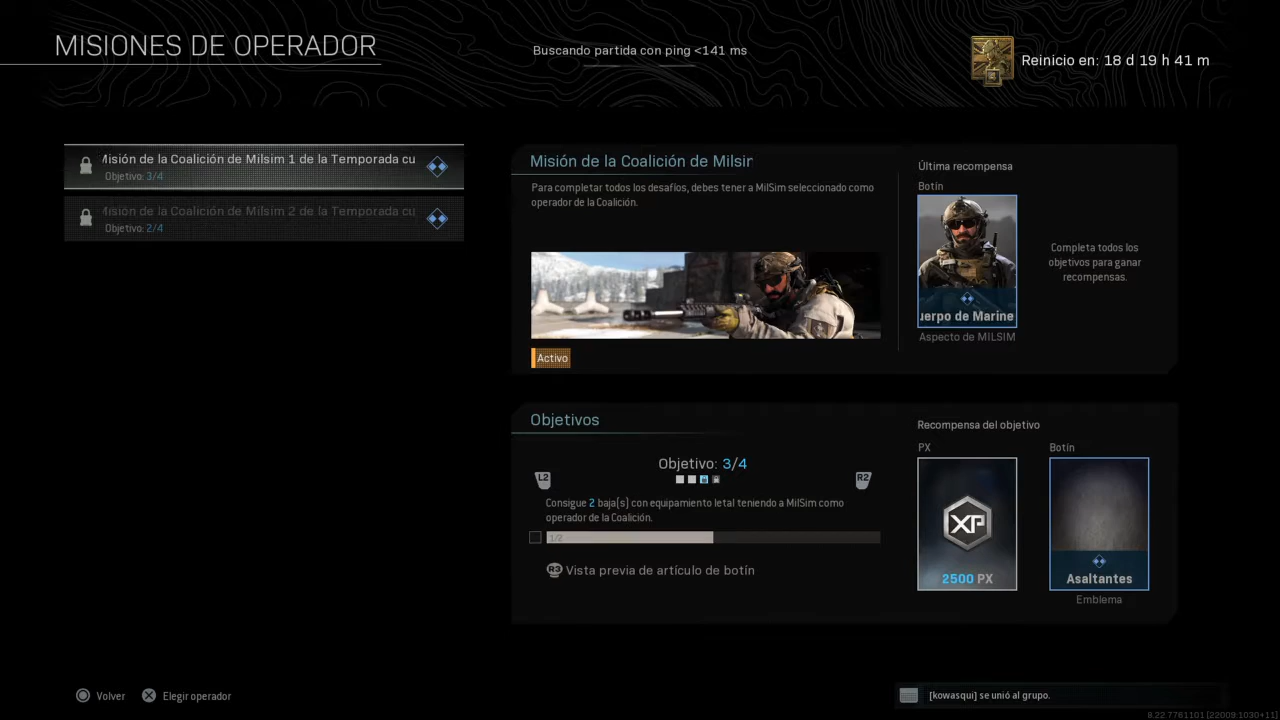 MISIONES DE OPERADOR
Buscando partida con ping <141 ms
Reinicio en: 18 d 19 h 41 m
Misión de la Coalición de Milsim 1 de la Temporada cu
Objetivo: 3/4
Misión de la Coalición de Milsim 2 de la Temporada cu
Objetivo: 2/4
Misión de la Coalición de Milsir
Para completar todos los desafíos, debes tener a MilSim seleccionado como
operador de la Coalición.
Activo
Última recompensa
Botín
uerpo de Marine
Aspecto de MILSIM
Completa todos los
objetivos para ganar
recompensas.
Objetivos
Objetivo: 3/4
L2
R2
Consigue 2 baja(s) con equipamiento letal teniendo a MilSim como
operador de la Coalición.
1/2
R3 Vista previa de artículo de botín
Recompensa del objetivo
PX
Botín
XP
2500 PX
Asaltantes
Emblema
Volver
Elegir operador
[kowasqui] se unió al grupo.
8.22.7761101 [22009:1030+11]